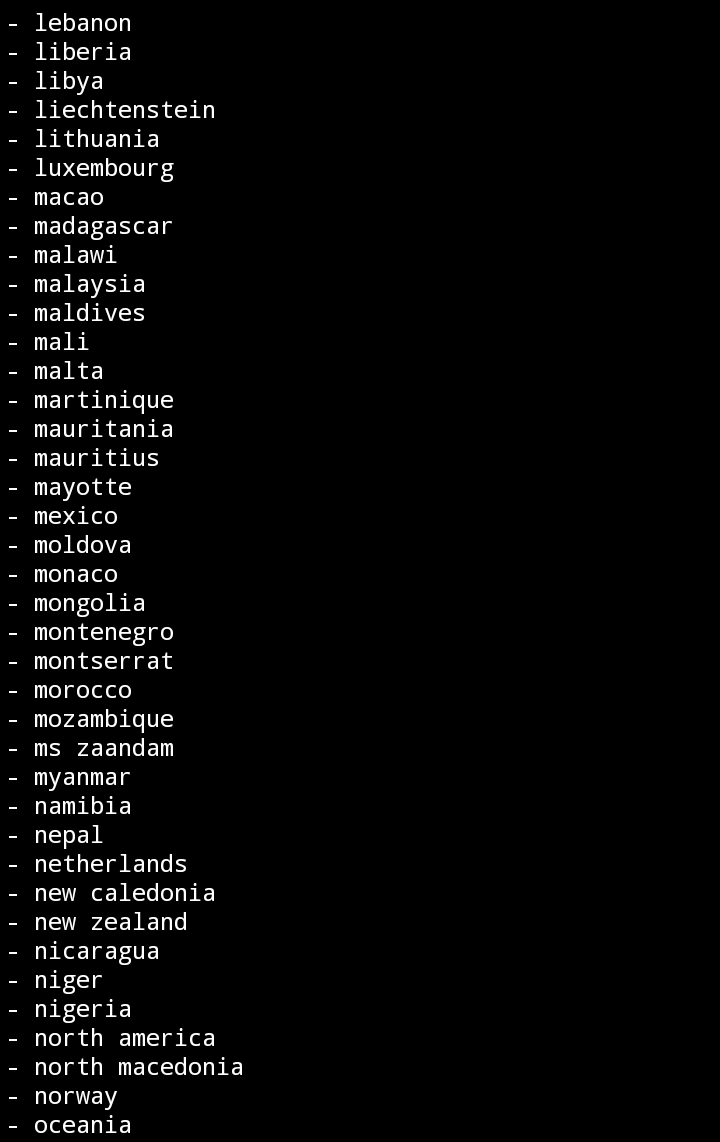 - lebanon
- liberia
- libya
- liechtenstein
- lithuania
- luxembourg
- macao
- madagascar
- malawi
- malaysia
- maldives
- mali
- malta
- martinique
- mauritania
- mauritius
- mayotte
- mexico
- moldova
- monaco
- mongolia
- montenegro
- montserrat
- morocco
- mozambique
- ms zaandam
- myanmar
- namibia
- nepal
- netherlands
- new caledonia
- new zealand
- nicaragua
- niger
- nigeria
- north america
- north macedonia
- norway
- oceania